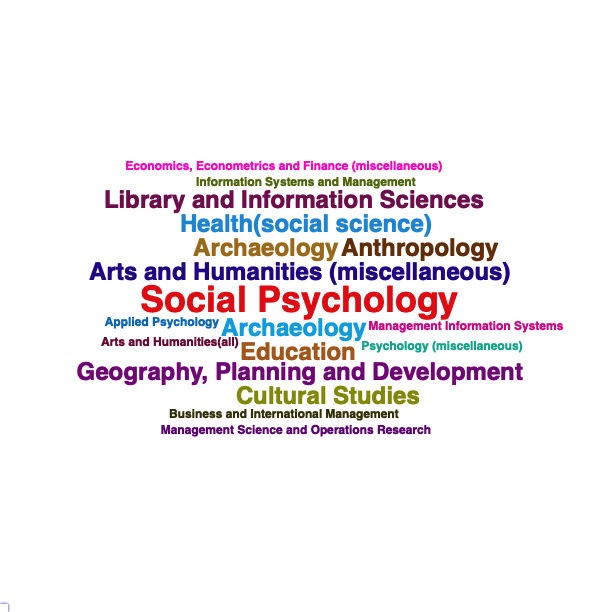 Economics, Econometrics and Finance (miscellaneous)
Information Systems and Management
Library and Information Sciences
Health(social science)
Archaeology Anthropology
Arts and Humanities (miscellaneous)
Social Psychology
Applied Psychology Archaeology Management Information Systems
Arts and Humanities(all) Education Psychology (miscellaneous)
Geography, Planning and Development
Cultural Studies
Business and International Management
Management Science and Operations Research